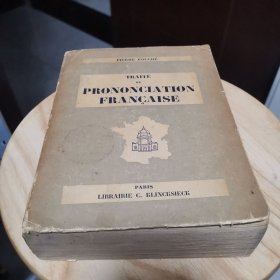 PIERRE FOUCHÉ
TRAITÉ
DE
PRONONCIATION
FRANÇAISE
PARIS
LIBRAIRIE C. KLINCKSIECK